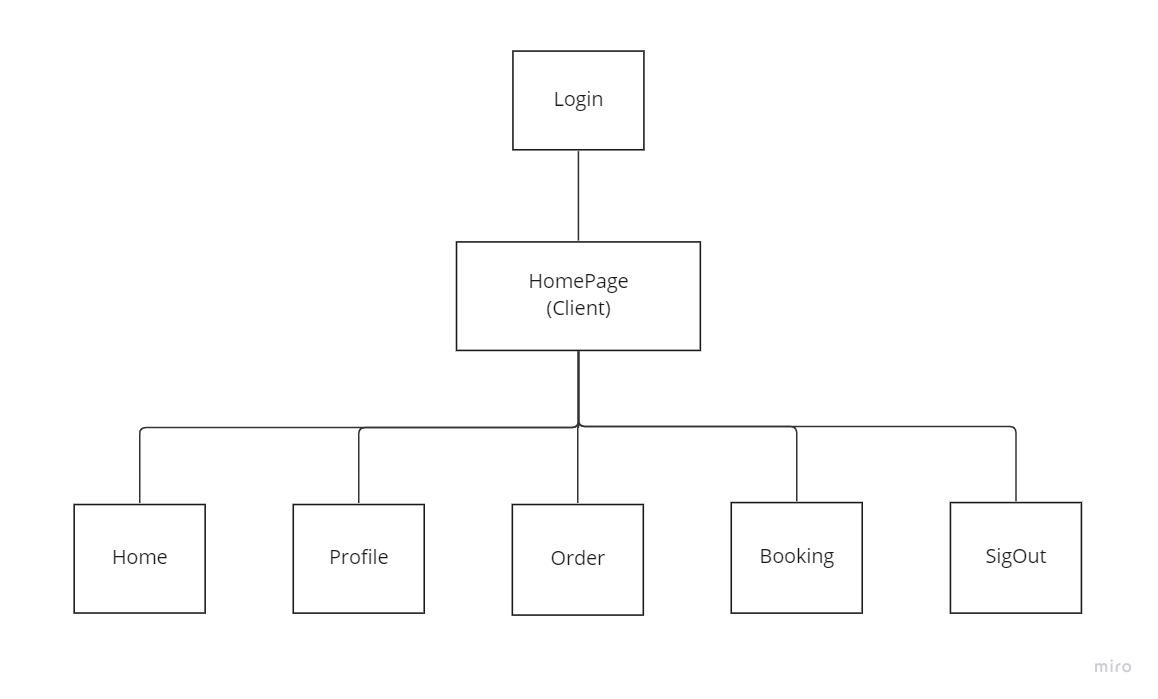 Login
HomePage
(Client)
Home
Profile
Order
Booking
SigOut
miro